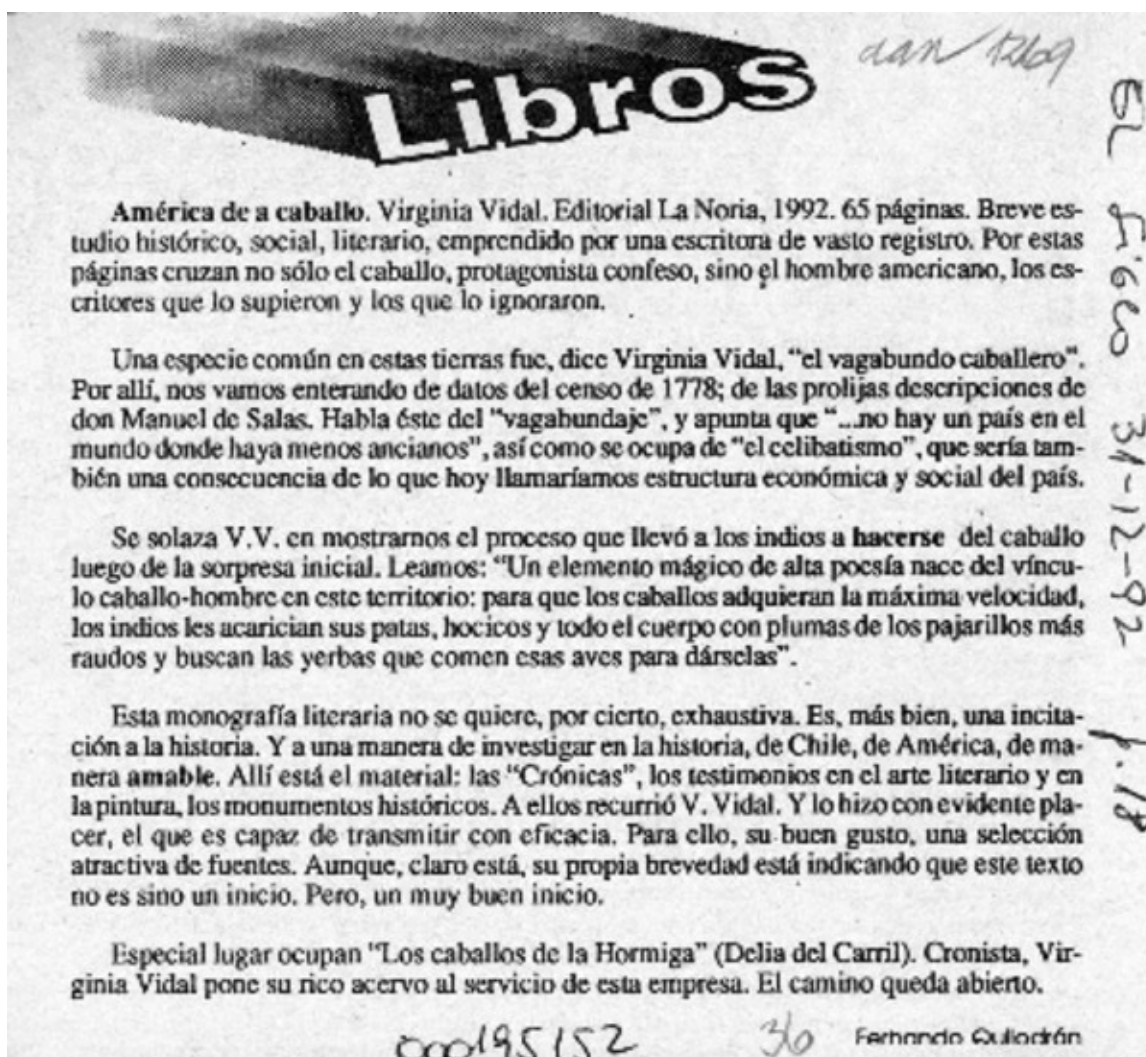 Libros
América de a caballo. Virginia Vidal. Editorial La Noria, 1992. 65 páginas. Breve es-
tudio histórico, social, literario, emprendido por una escritora de vasto registro. Por estas
páginas cruzan no sólo el caballo, protagonista confeso, sino el hombre americano, los es-
critores que lo supieron y los que lo ignoraron.
Una especie común en estas tierras fue, dice Virginia Vidal, "el vagabundo caballero".
Por allí, nos vamos enterando de datos del censo de 1778; de las prolijas descripciones de
don Manuel de Salas. Habla éste del "vagabundaje", y apunta que "...no hay un país en el
mundo donde haya menos ancianos", así como se ocupa de "el celibatismo", que sería tam-
bién una consecuencia de lo que hoy llamaríamos estructura económica y social del país.
Se solaza V.V. en mostrarnos el proceso que llevó a los indios a hacerse del caballo
luego de la sorpresa inicial. Leamos: "Un elemento mágico de alta poesía nace del víncu-
lo caballo-hombre en este territorio: para que los caballos adquieran la máxima velocidad,
los indios les acarician sus patas, hocicos y todo el cuerpo con plumas de los pajarillos más
raudos y buscan las yerbas que comen esas aves para dárselas".
Esta monografía literaria no se quiere, por cierto, exhaustiva. Es, más bien, una incita-
ción a la historia. Y a una manera de investigar en la historia, de Chile, de América, de ma-
nera amable. Allí está el material: las "Crónicas", los testimonios en el arte literario y en
la pintura, los monumentos históricos. A ellos recurrió V. Vidal. Y lo hizo con evidente pla-
cer, el que es capaz de transmitir con eficacia. Para ello, su buen gusto, una selección
atractiva de fuentes. Aunque, claro está, su propia brevedad está indicando que este texto
no es sino un inicio. Pero, un muy buen inicio.
Especial lugar ocupan "Los caballos de la Hormiga" (Delia del Carril). Cronista, Vir-
ginia Vidal pone su rico acervo al servicio de esta empresa. El camino queda abierto.
Fernando Quilodrán
000195152
36
EL Siglo 31-12-92 p. 18